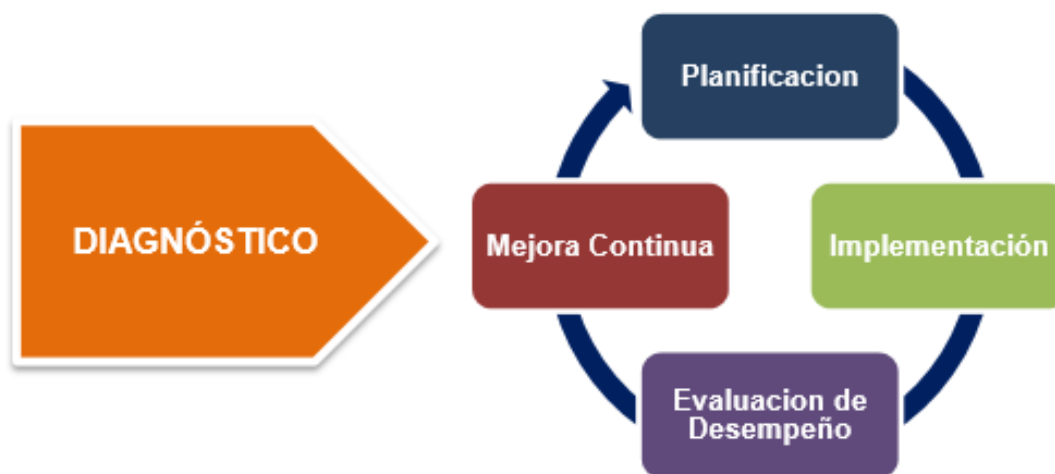 DIAGNÓSTICO
Planificacion
Mejora Continua
Implementación
Evaluacion de
Desempeño